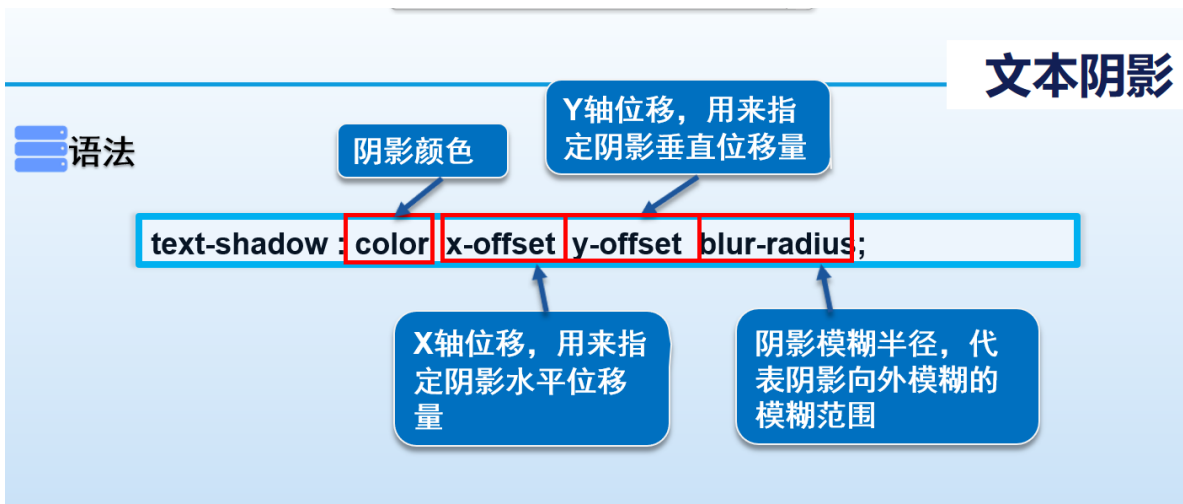 文本阴影
语法
阴影颜色
Y轴位移，用来指
定阴影垂直位移量
text-shadow : color x-offset y-offset blur-radius;
X轴位移，用来指
定阴影水平位移
量
阴影模糊半径，代
表阴影向外模糊的
模糊范围